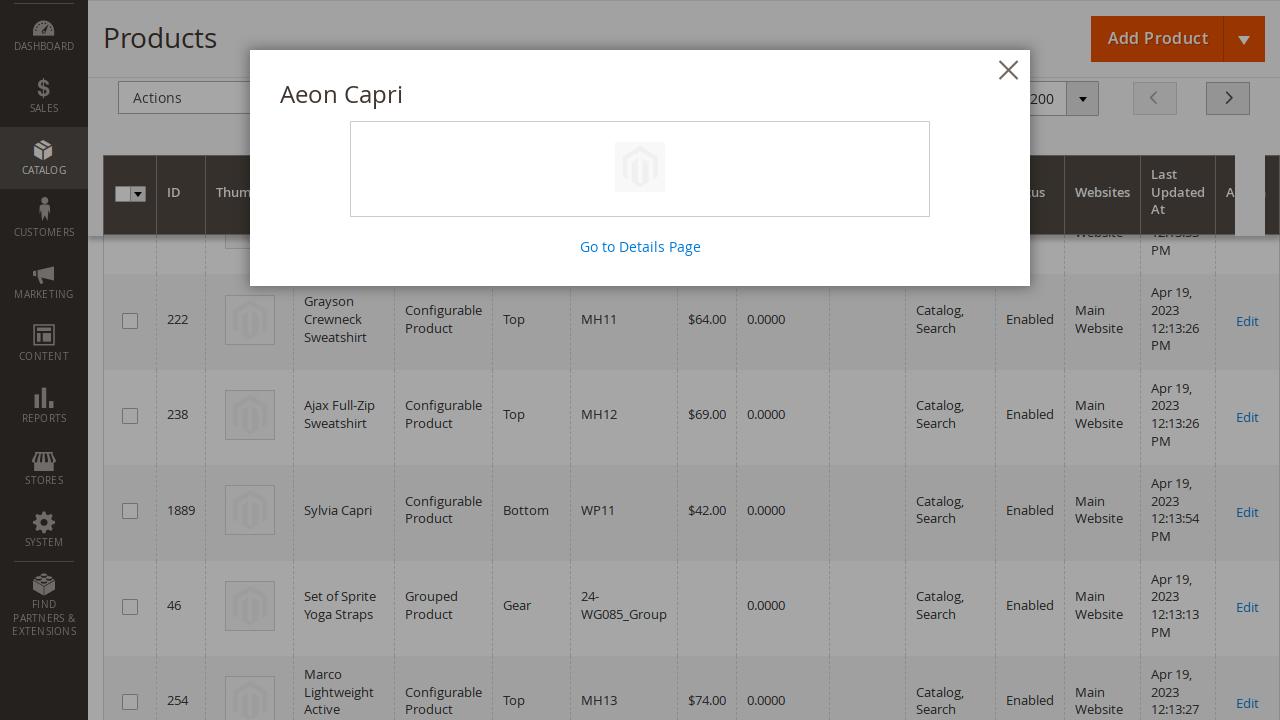 DASHBOARD
SALES
CATALOG
CUSTOMERS
MARKETING
CONTENT
REPORTS
STORES
SYSTEM
FIND
PARTNERS &
EXTENSIONS
Products
Add Product
Actions
200
Aeon Capri
Go to Details Page
ID
Thum
us
Websites
Last
Updated
At
A
PM
222
Grayson
Crewneck
Sweatshirt
Configurable
Product
Top
MH11
$64.00
0.0000
Catalog,
Search
Enabled
Main
Website
Apr 19,
2023
12:13:26
PM
Edit
238
Ajax Full-Zip
Sweatshirt
Configurable
Product
Top
MH12
$69.00
0.0000
Catalog,
Search
Enabled
Main
Website
Apr 19,
2023
12:13:26
PM
Edit
1889
Sylvia Capri
Configurable
Product
Bottom
WP11
$42.00
0.0000
Catalog,
Search
Enabled
Main
Website
Apr 19,
2023
12:13:54
PM
Edit
46
Set of Sprite
Yoga Straps
Grouped
Product
Gear
24-
WG085_Group
0.0000
Catalog,
Search
Enabled
Main
Website
Apr 19,
2023
12:13:13
PM
Edit
254
Marco
Lightweight
Active
Configurable
Product
Top
MH13
$74.00
0.0000
Catalog,
Search
Enabled
Main
Website
Apr 19,
2023
12:13:27
Edit